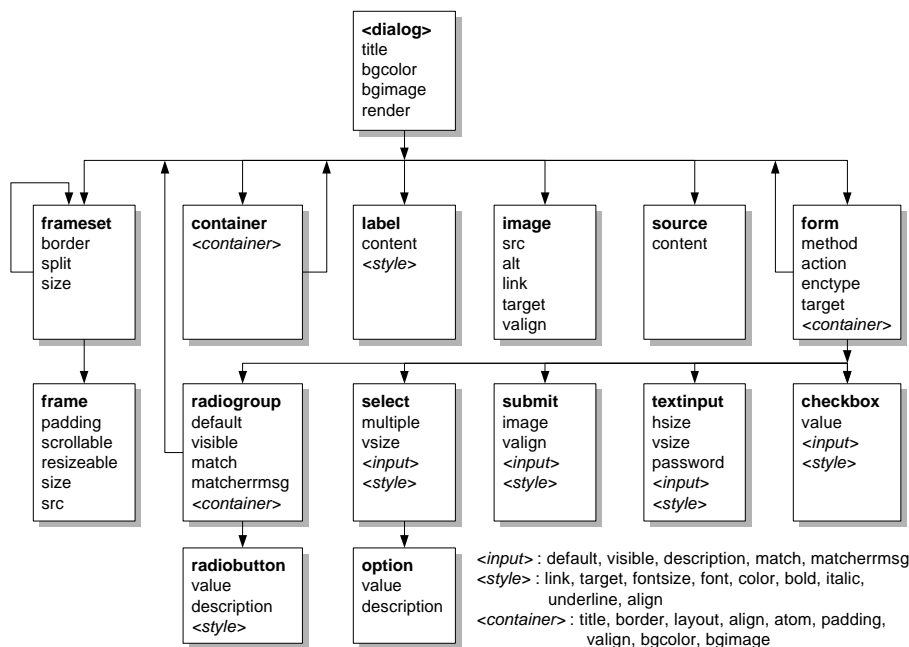 <dialog>
title
bgcolor
bgimage
render
frameset
border
split
size
container
<container>
label
content
<style>
image
src
alt
link
target
valign
source
content
form
method
action
enctype
target
<container>
frame
padding
scrollable
resizeable
size
src
radiogroup
default
visible
match
matcherrmsg
<container>
select
multiple
vsize
<input>
<style>
submit
image
valign
<input>
<style>
textinput
hsize
vsize
password
<input>
<style>
checkbox
value
<input>
<style>
radiobutton
value
description
<style>
option
value
description
<input> : default, visible, description, match, matcherrmsg
<style> : link, target, fontsize, font, color, bold, italic,
underline, align
<container> : title, border, layout, align, atom, padding,
valign, bgcolor, bgimage